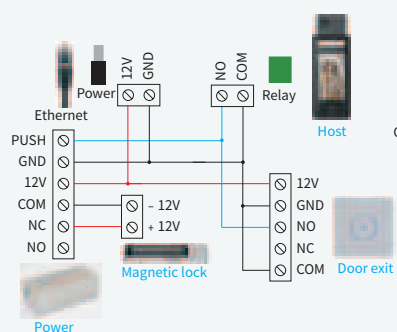 12V
GND
NO
COM
Power
Relay
Ethernet
Host
PUSH
GND
12V
COM
NC
NO
– 12V
+ 12V
12V
GND
NO
NC
COM
Magnetic lock
Door exit
Power